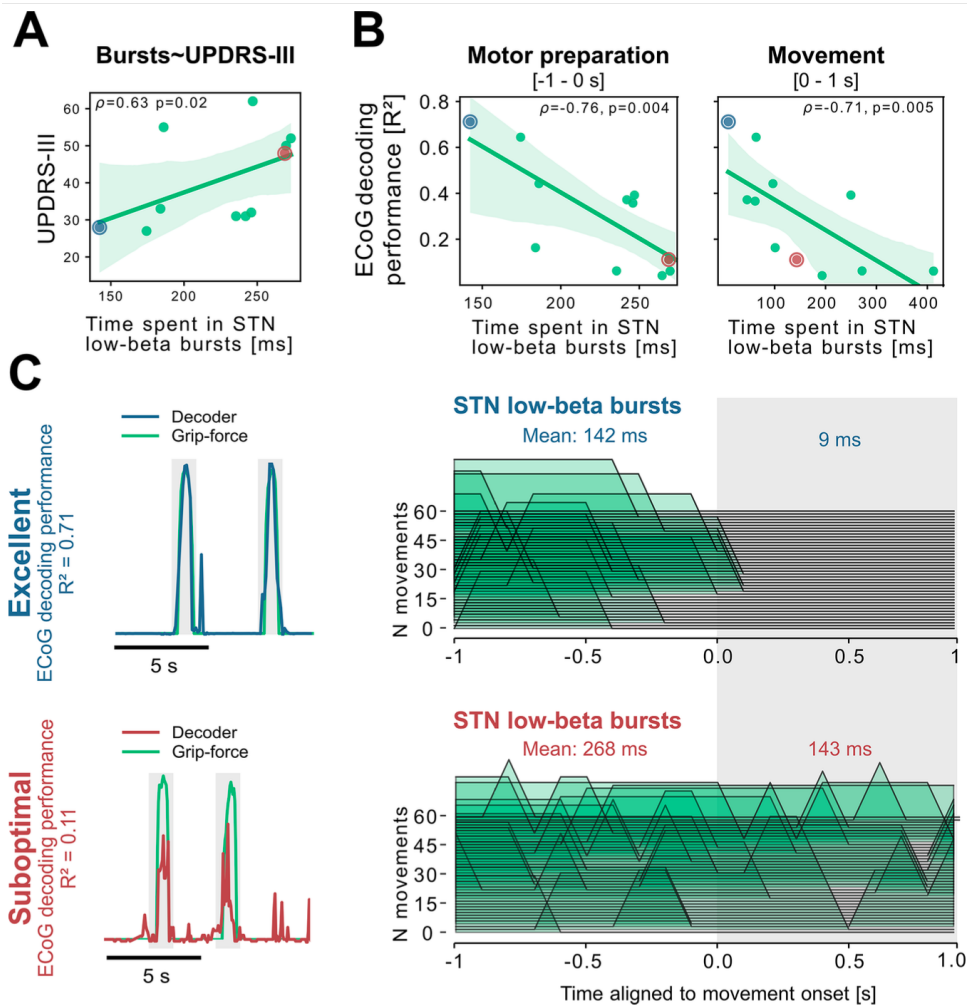 A
Bursts~UPDRS-III
ρ=0.63 p=0.02
UPDRS-III
60
50
40
30
20
150
200
250
Time spent in STN
low-beta bursts [ms]
B
Motor preparation
[-1 - 0 s]
ρ=-0.76, p=0.004
ECoG decoding
performance [R²]
0.8
0.6
0.4
0.2
150
200
250
Time spent in STN
low-beta bursts [ms]
Movement
[0 - 1s]
ρ=-0.71, p=0.005
100
200
300
400
Time spent in STN
low-beta bursts [ms]
C
Excellent
ECoG decoding performance
R² = 0.71
Decoder
Grip-force
5 s
STN low-beta bursts
Mean: 142 ms
9 ms
N movements
60
45
30
15
0
-1
-0.5
0.0
0.5
1
Suboptimal
ECoG decoding performance
R² = 0.11
Decoder
Grip-force
5 s
STN low-beta bursts
Mean: 268 ms
143 ms
N movements
60
45
30
15
0
-1
-0.5
0.0
0.5
1.0
Time aligned to movement onset [s]